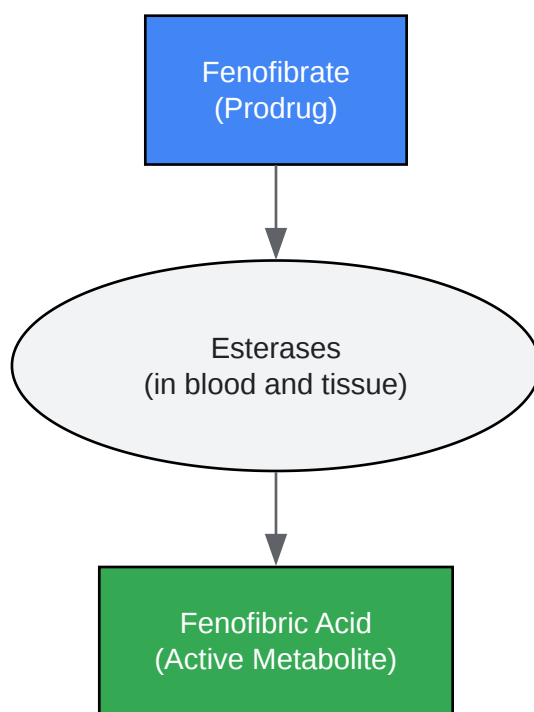 Fenofibrate
(Prodrug)
Esterases
(in blood and tissue)
Fenofibric Acid
(Active Metabolite)